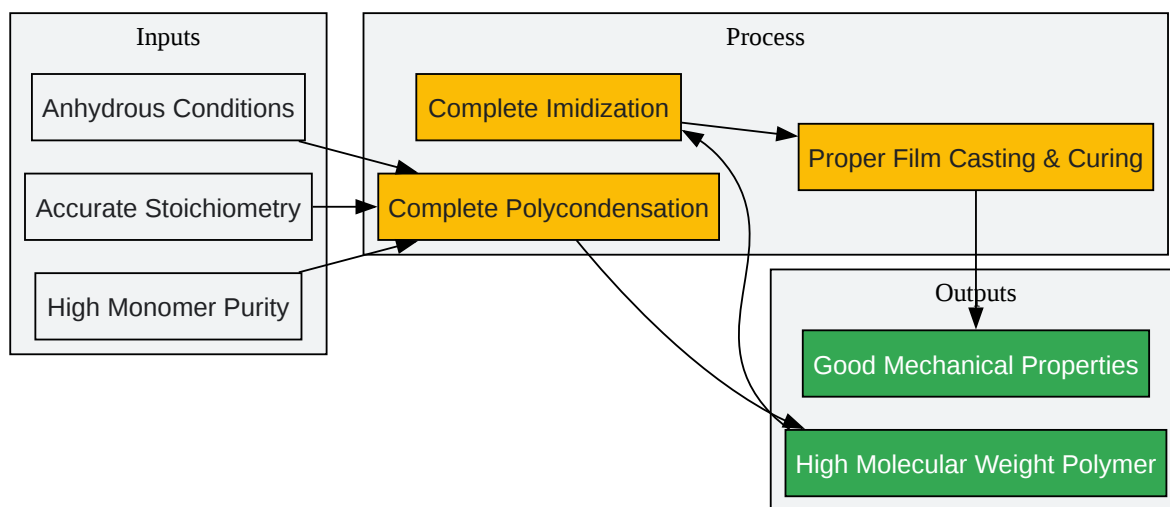 Inputs
Anhydrous Conditions
Accurate Stoichiometry
High Monomer Purity
Process
Complete Imidization
Complete Polycondensation
Proper Film Casting & Curing
Outputs
Good Mechanical Properties
High Molecular Weight Polymer